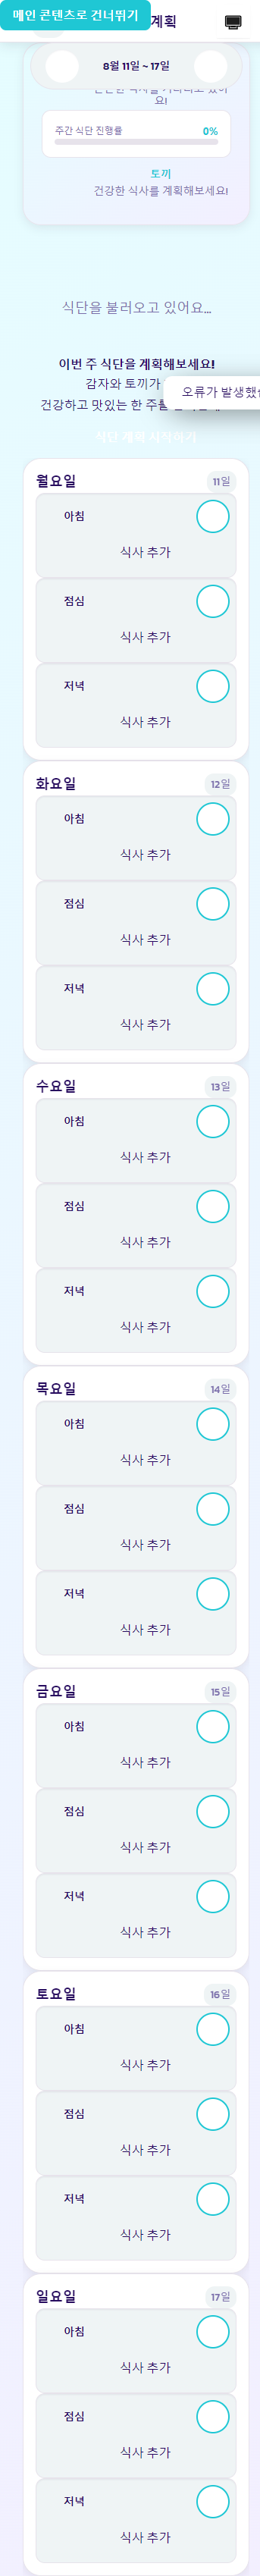 메인 콘텐츠로 건너뛰기
계획
8월 11일 ~ 17일
요!
주간 식단 진행률
0%
토끼
건강한 식사를 계획해보세요!
식단을 불러오고 있어요...
이번 주 식단을 계획해보세요!
감자와 토끼가
오류가 발생했
건강하고 맛있는 한 주를
식단 계획 시작하기
월요일
11일
아침
식사 추가
점심
식사 추가
저녁
식사 추가
화요일
12일
아침
식사 추가
점심
식사 추가
저녁
식사 추가
수요일
13일
아침
식사 추가
점심
식사 추가
저녁
식사 추가
목요일
14일
아침
식사 추가
점심
식사 추가
저녁
식사 추가
금요일
15일
아침
식사 추가
점심
식사 추가
저녁
식사 추가
토요일
16일
아침
식사 추가
점심
식사 추가
저녁
식사 추가
일요일
17일
아침
식사 추가
점심
식사 추가
저녁
식사 추가